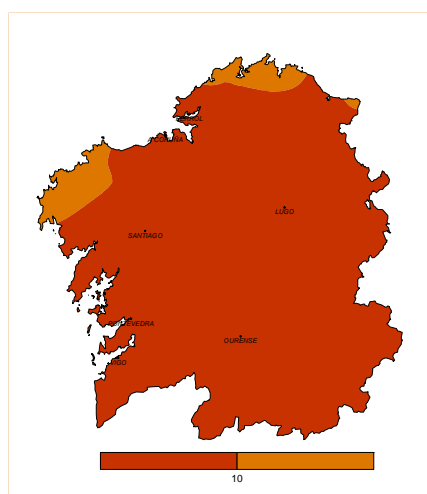 FERROL
A CORUÑA
LUGO
SANTIAGO
PONTEVEDRA
OURENSE
VIGO
10